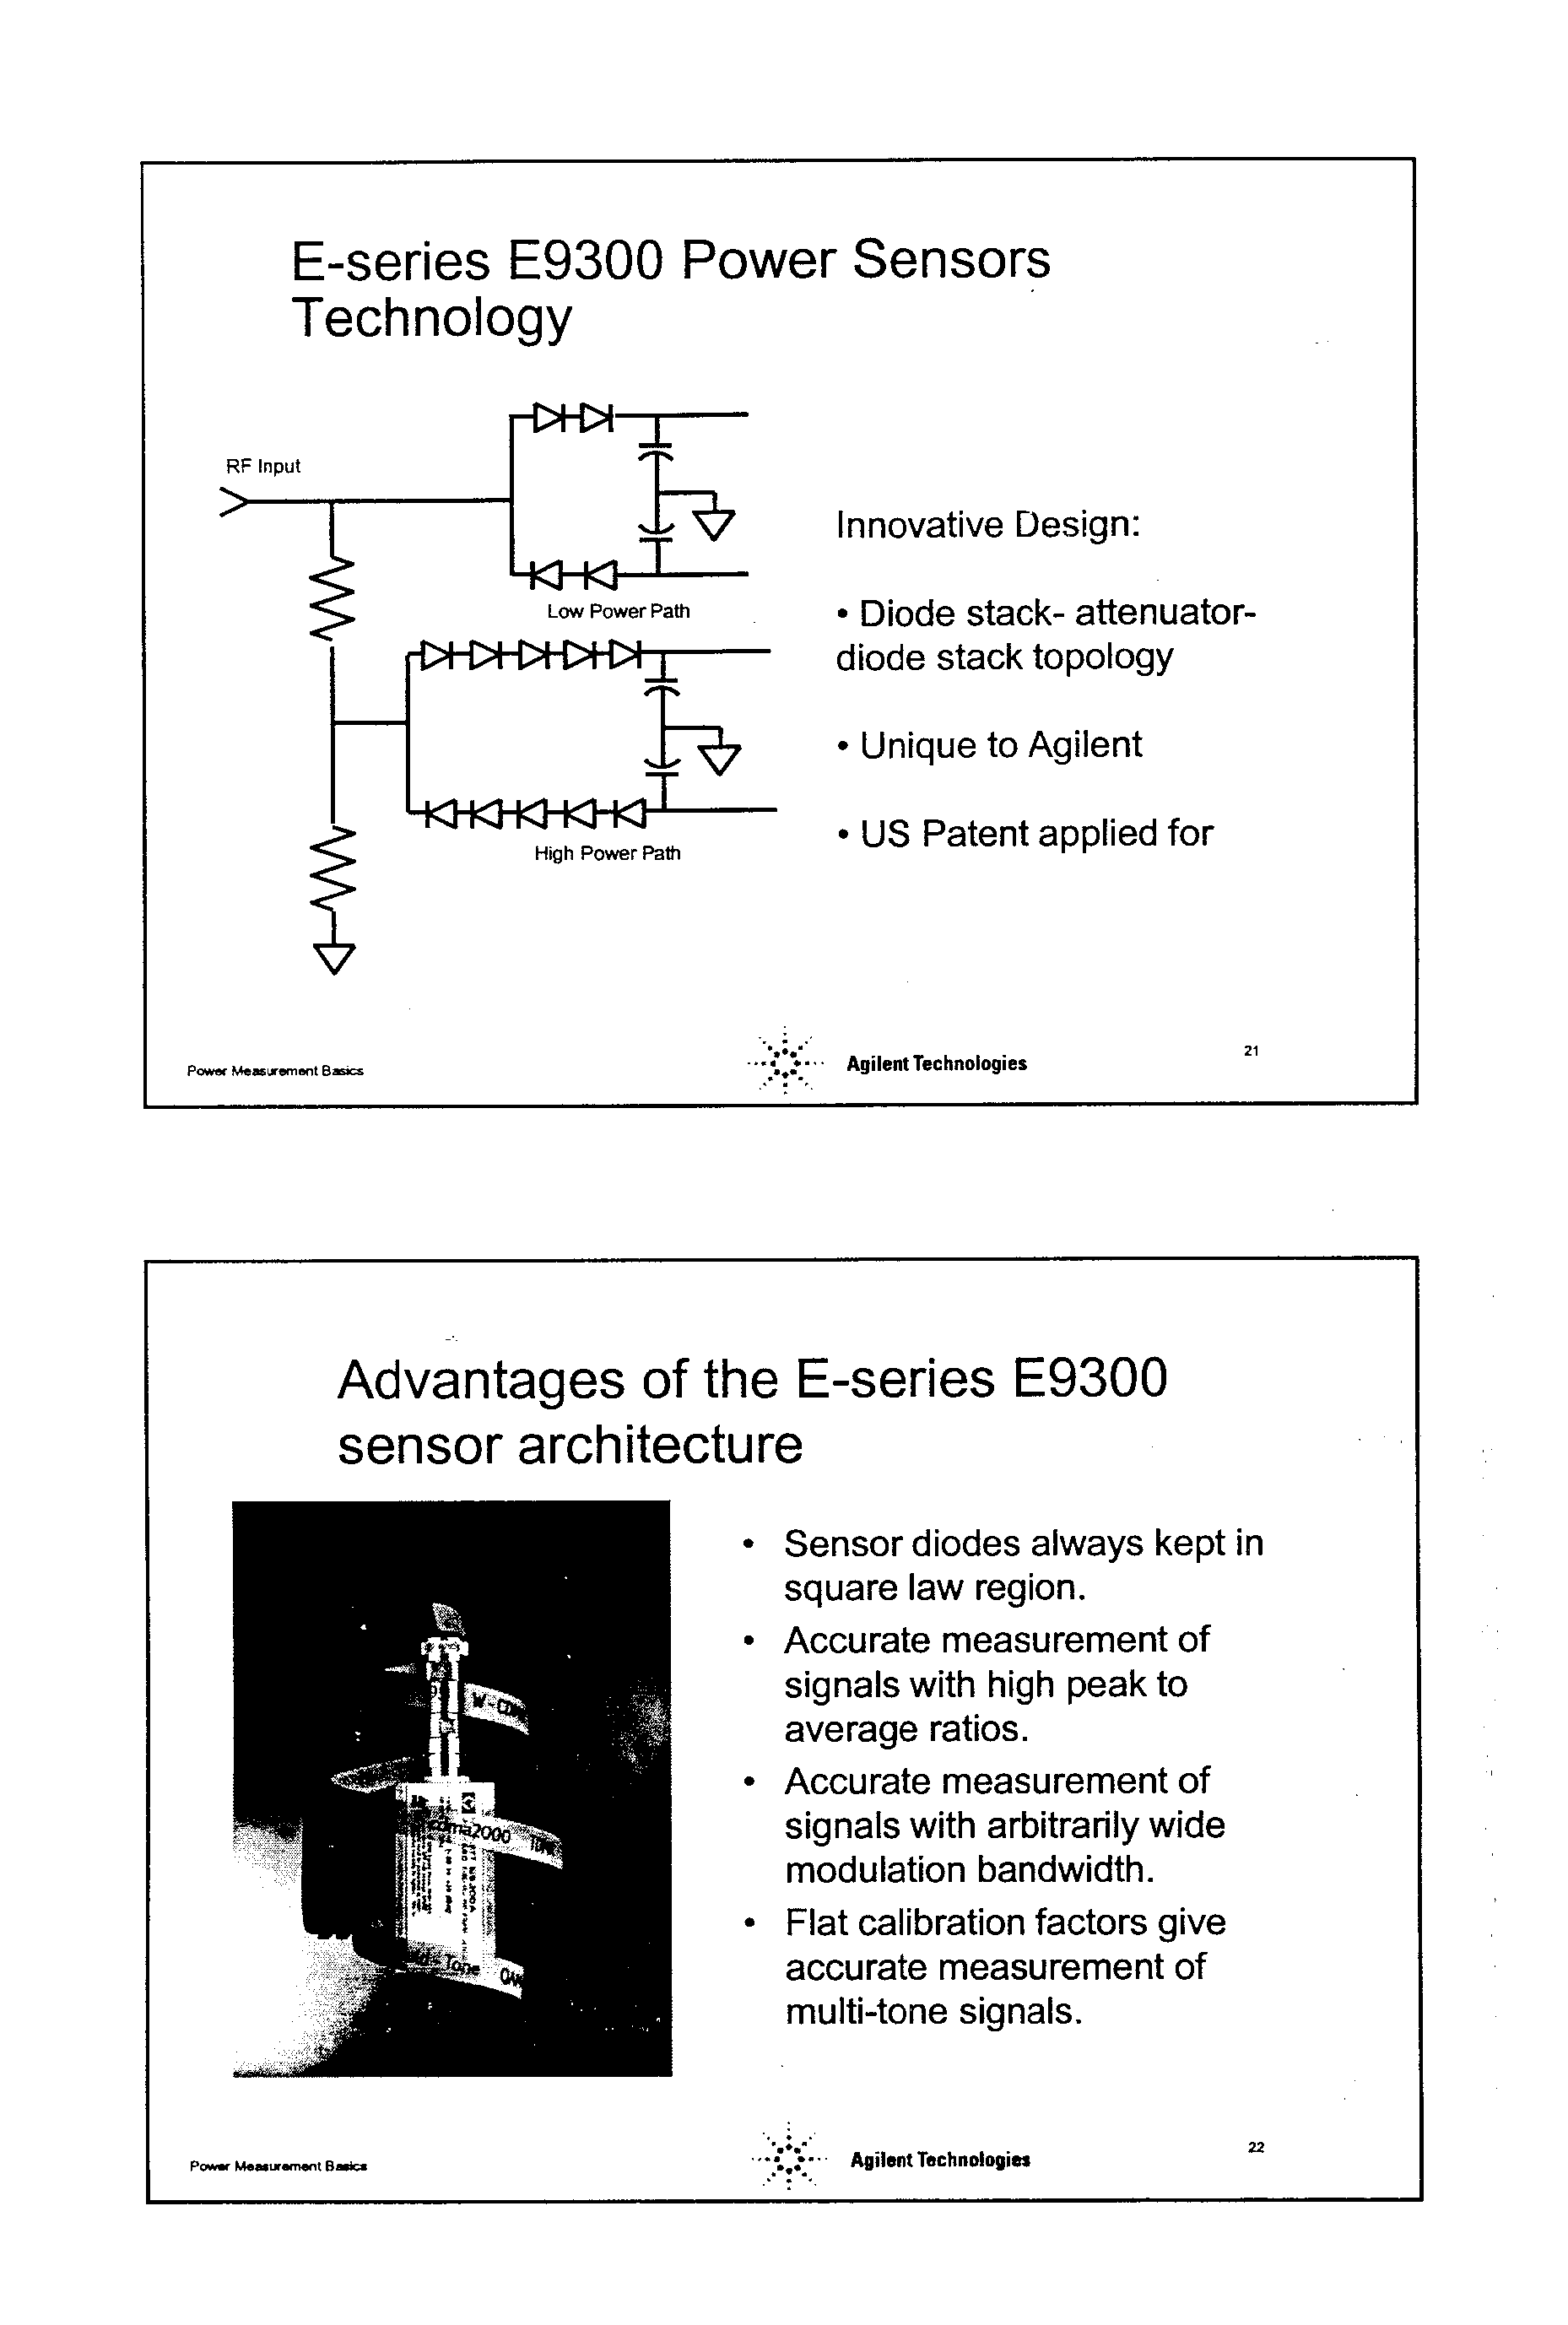 E-series E9300 Power Sensors
Technology
RF Input
Low Power Path
High Power Path
Innovative Design:
• Diode stack- attenuator-
diode stack topology
• Unique to Agilent
• US Patent applied for
Power Measurement Basics
Agilent Technologies
21
Advantages of the E-series E9300
sensor architecture
W-CDM
cdma2000
Tone
• Sensor diodes always kept in
square law region.
• Accurate measurement of
signals with high peak to
average ratios.
• Accurate measurement of
signals with arbitrarily wide
modulation bandwidth.
• Flat calibration factors give
accurate measurement of
multi-tone signals.
Power Measurement Basics
Agilent Technologies
22